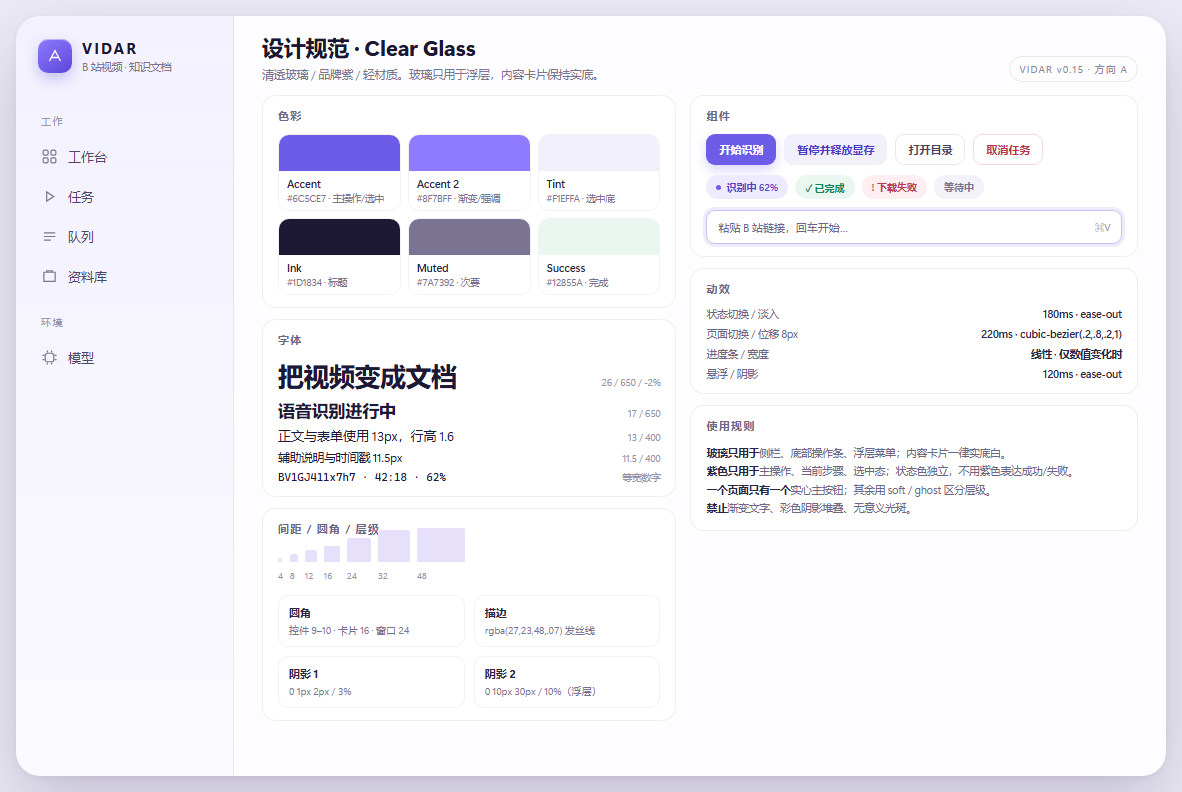 VIDAR
B 站视频 · 知识文档
工作
工作台
任务
队列
资料库
环境
模型
设计规范 · Clear Glass
清透玻璃 / 品牌紫 / 轻材质。玻璃只用于浮层，内容卡片保持实底。
VIDAR v0.15 · 方向 A
色彩
Accent
#6C5CE7 · 主操作/选中
Accent 2
#8F7BFF · 渐变/强调
Tint
#F1EFFA · 选中底
Ink
#1D1834 · 标题
Muted
#7A7392 · 次要
Success
#12855A · 完成
字体
把视频变成文档
26 / 650 / -2%
语音识别进行中
17 / 650
正文与表单使用 13px，行高 1.6
13 / 400
辅助说明与时间戳 11.5px
11.5 / 400
BV1GJ411x7h7 · 42:18 · 62%
等宽数字
间距 / 圆角 / 层级
4 8 12 16 24 32 48
圆角
控件 9–10 · 卡片 16 · 窗口 24
描边
rgba(27,23,48,.07) 发丝线
阴影 1
0 1px 2px / 3%
阴影 2
0 10px 30px / 10%（浮层）
组件
开始识别
暂停并释放显存
打开目录
取消任务
识别中 62%
✓ 已完成
! 下载失败
等待中
粘贴 B 站链接，回车开始...
⌘V
动效
状态切换 / 淡入
180ms · ease-out
页面切换 / 位移 8px
220ms · cubic-bezier(.2,.8,.2,1)
进度条 / 宽度
线性 · 仅数值变化时
悬浮 / 阴影
120ms · ease-out
使用规则
玻璃只用于侧栏、底部操作条、浮层菜单；内容卡片一律实底白。
紫色只用于主操作、当前步骤、选中态；状态色独立，不用紫色表达成功/失败。
一个页面只有一个实心主按钮；其余用 soft / ghost 区分层级。
禁止渐变文字、彩色阴影堆叠、无意义光斑。